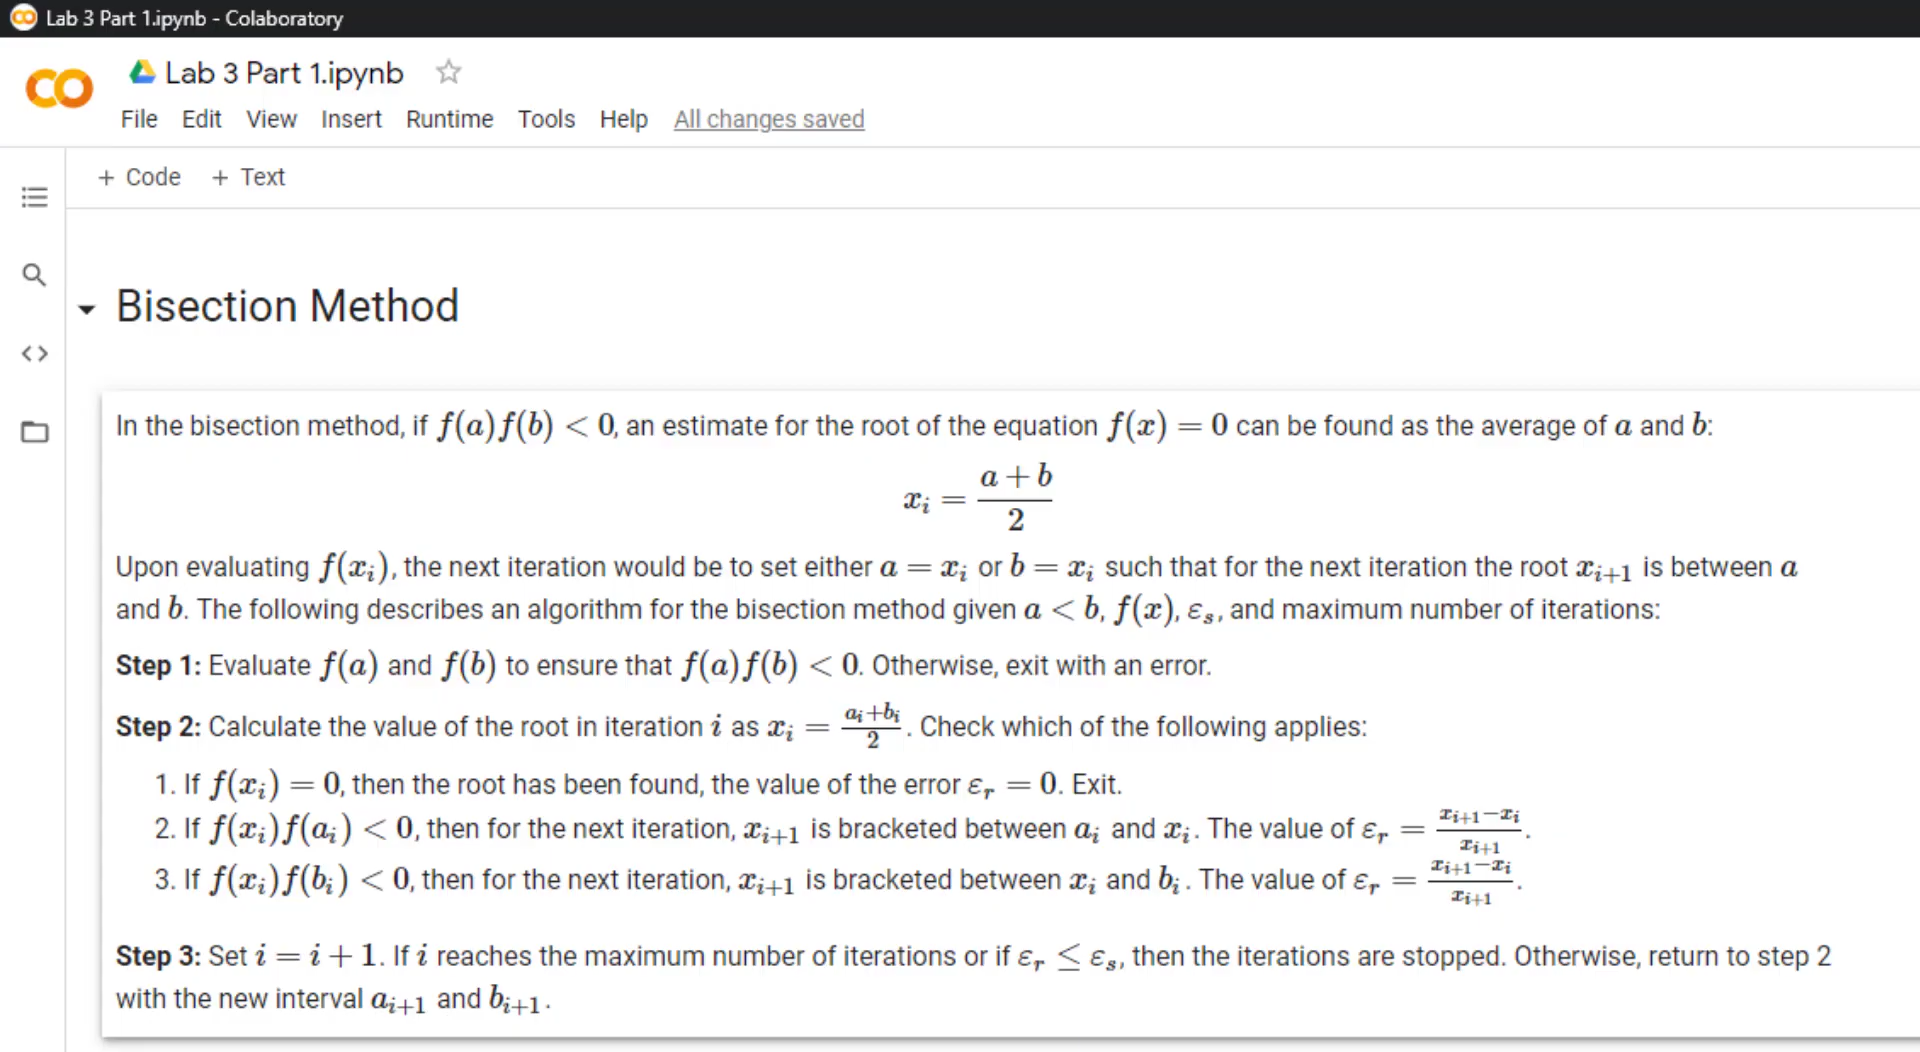 Lab 3 Part 1.ipynb - Colaboratory
Lab 3 Part 1.ipynb
File Edit View Insert Runtime Tools Help All changes saved
+ Code + Text
Bisection Method
In the bisection method, if f(a)f(b) < 0, an estimate for the root of the equation f(x) = 0 can be found as the average of a and b:
x_i = \frac{a + b}{2}
Upon evaluating f(x_i), the next iteration would be to set either a = x_i or b = x_i such that for the next iteration the root x_{i+1} is between a
and b. The following describes an algorithm for the bisection method given a < b, f(x), ε_s, and maximum number of iterations:
Step 1: Evaluate f(a) and f(b) to ensure that f(a)f(b) < 0. Otherwise, exit with an error.
Step 2: Calculate the value of the root in iteration i as x_i = \frac{a_i+b_i}{2}. Check which of the following applies:
1. If f(x_i) = 0, then the root has been found, the value of the error ε_r = 0. Exit.
2. If f(x_i)f(a_i) < 0, then for the next iteration, x_{i+1} is bracketed between a_i and x_i. The value of ε_r = \frac{x_{i+1}-x_i}{x_{i+1}}.
3. If f(x_i)f(b_i) < 0, then for the next iteration, x_{i+1} is bracketed between x_i and b_i. The value of ε_r = \frac{x_{i+1}-x_i}{x_{i+1}}.
Step 3: Set i = i + 1. If i reaches the maximum number of iterations or if ε_r ≤ ε_s, then the iterations are stopped. Otherwise, return to step 2
with the new interval a_{i+1} and b_{i+1}.